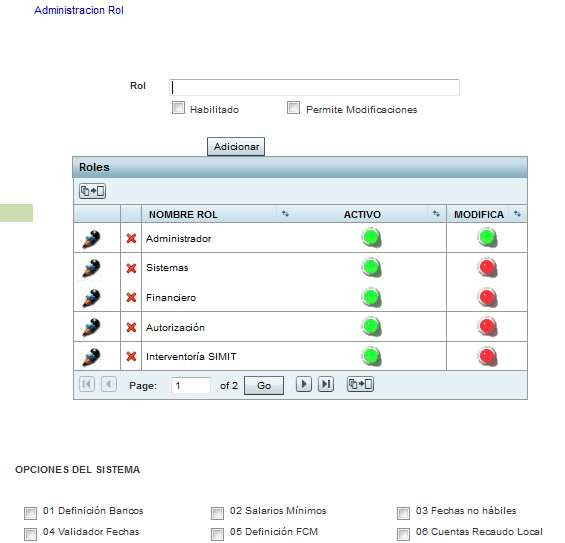 Administracion Rol
Rol
Habilitado Permite Modificaciones
Adicionar
Roles
NOMBRE ROL ACTIVO MODIFICA
Administrador
Sistemas
Financiero
Autorización
Interventoría SIMIT
Page: 1 of 2 Go
OPCIONES DEL SISTEMA
01 Definición Bancos 02 Salarios Mínimos 03 Fechas no hábiles
04 Validador Fechas 05 Definición FCM 06 Cuentas Recaudo Local